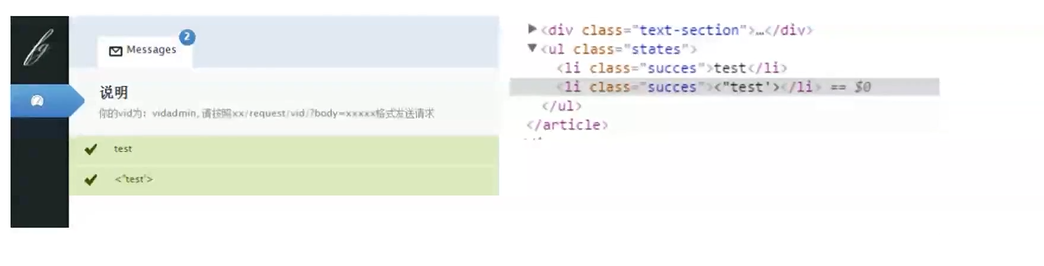 fg
2
Messages
说明
你的vid为: vidadmin, 请按照xx/request/vid/?body=xxxxx格式发送请求
test
<"test'>
▶<div class="text-section">…</div>
▼<ul class="states">
<li class="succes">test</li>
<li class="succes"><"test'></li> == $0
</ul>
</article>